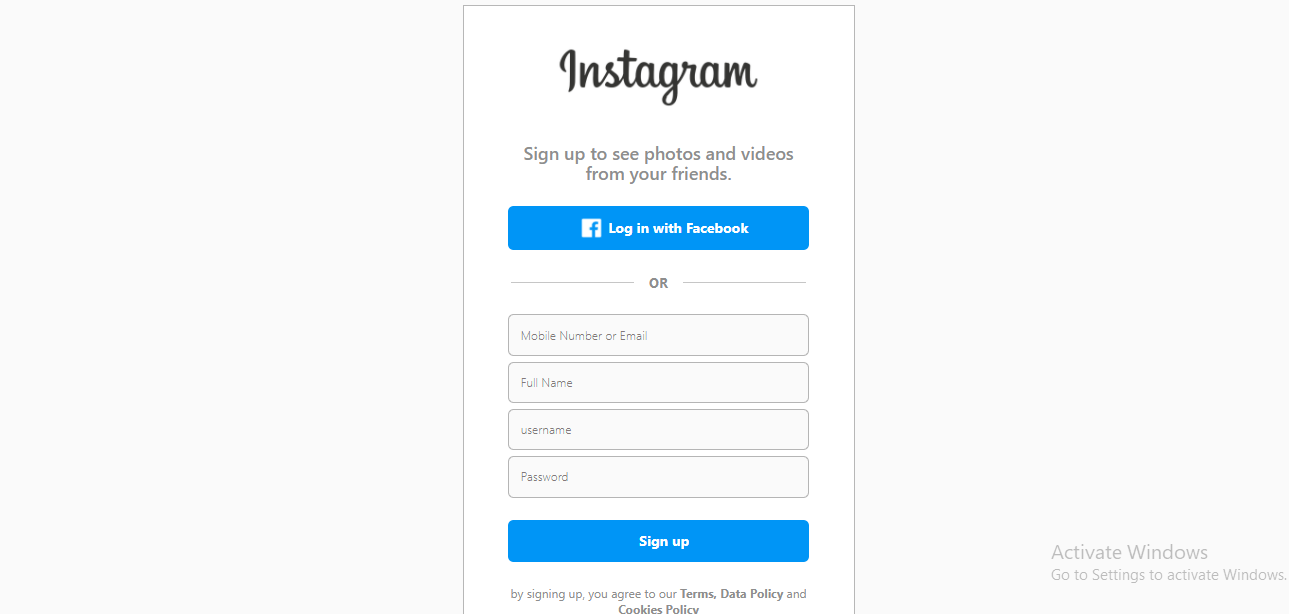 Instagram
Sign up to see photos and videos
from your friends.
Log in with Facebook
OR
Mobile Number or Email
Full Name
username
Password
Sign up
by signing up, you agree to our Terms, Data Policy and
Cookies Policy
Activate Windows
Go to Settings to activate Windows.